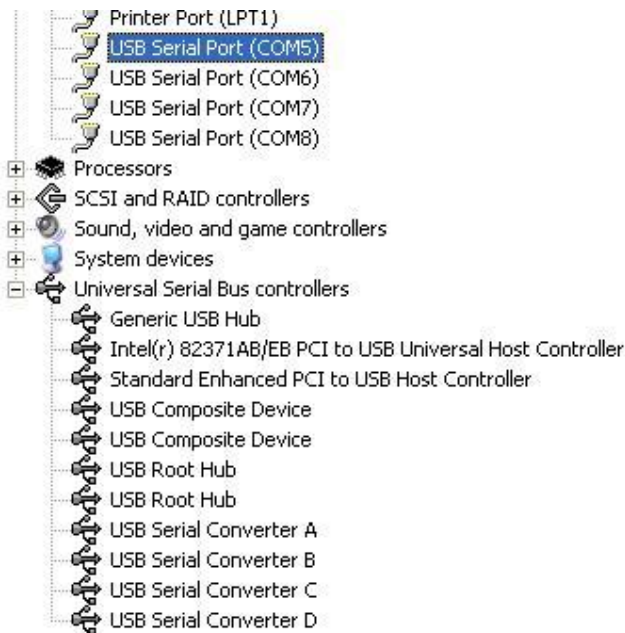 Printer Port (LPT1)
USB Serial Port (COM5)
USB Serial Port (COM6)
USB Serial Port (COM7)
USB Serial Port (COM8)
Processors
SCSI and RAID controllers
Sound, video and game controllers
System devices
Universal Serial Bus controllers
Generic USB Hub
Intel(r) 82371AB/EB PCI to USB Universal Host Controller
Standard Enhanced PCI to USB Host Controller
USB Composite Device
USB Composite Device
USB Root Hub
USB Root Hub
USB Serial Converter A
USB Serial Converter B
USB Serial Converter C
USB Serial Converter D